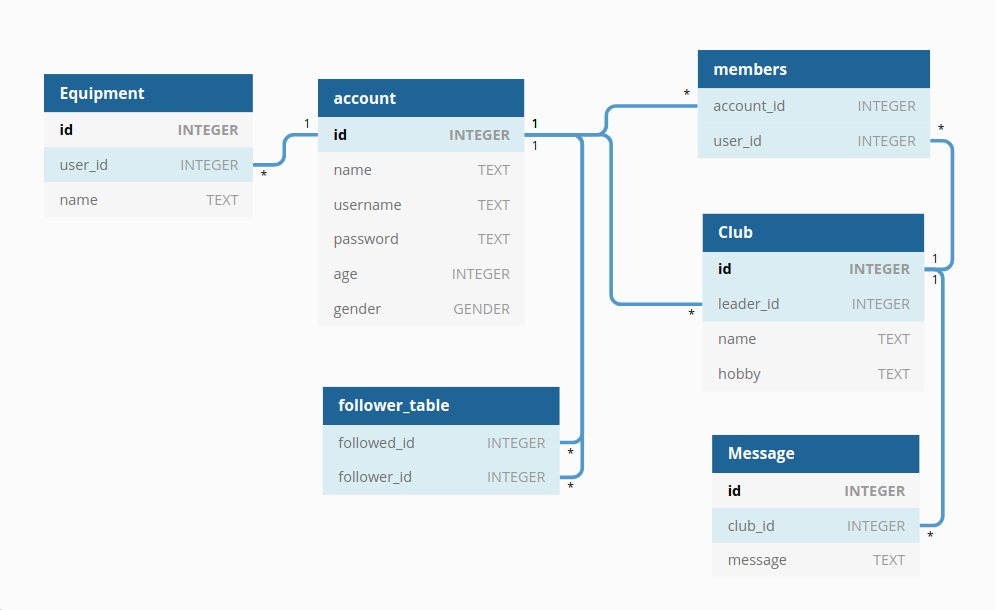 Equipment
id INTEGER
user_id INTEGER
name TEXT
1
*
account
id INTEGER
name TEXT
username TEXT
password TEXT
age INTEGER
gender GENDER
1
1
follower_table
followed_id INTEGER
follower_id INTEGER
*
*
members
account_id INTEGER
user_id INTEGER
*
*
Club
id INTEGER
leader_id INTEGER
name TEXT
hobby TEXT
1
1
*
Message
id INTEGER
club_id INTEGER
message TEXT
*